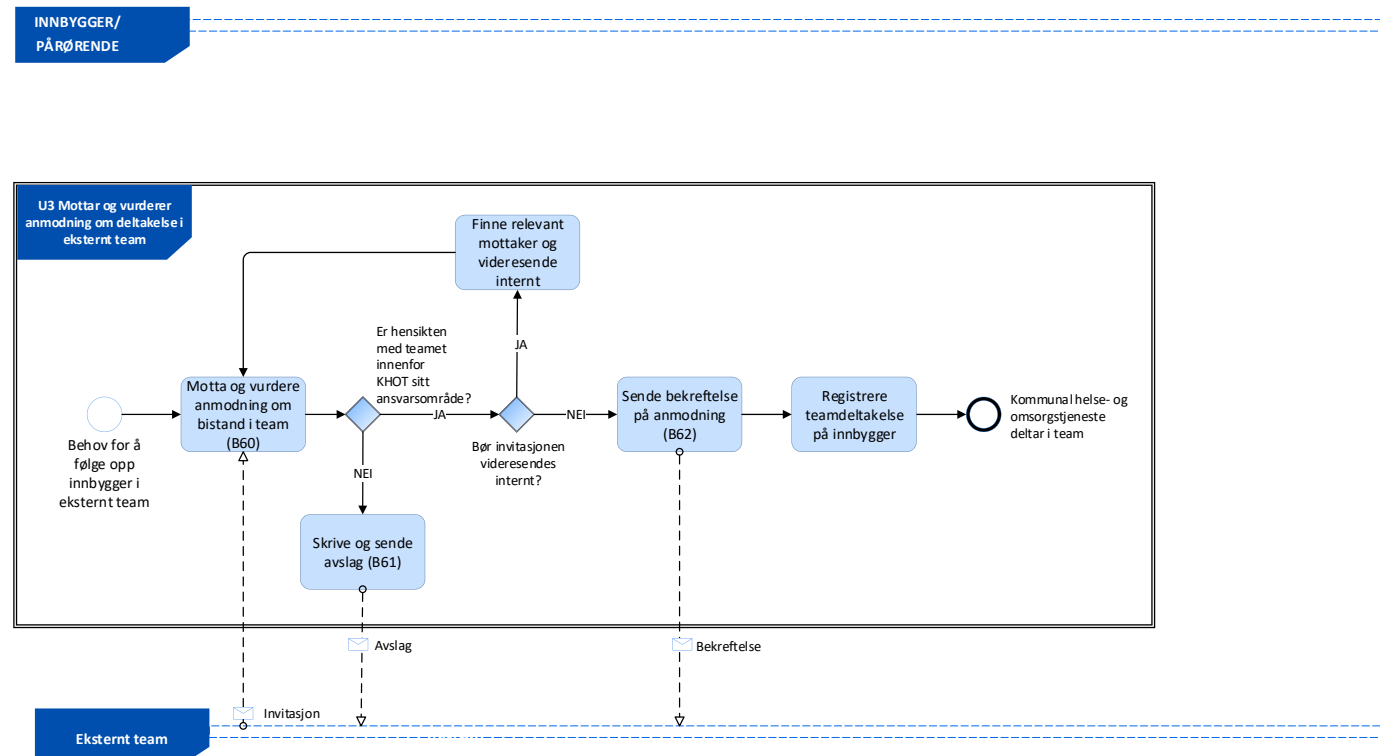 INNBYGGER/
PÅRØRENDE
U3 Mottar og vurderer
anmodning om deltakelse i
eksternt team
Finne relevant
mottaker og
videresende
internt
Er hensikten
med teamet
innenfor
KHOT sitt
ansvarsområde?
JA
Motta og vurdere
anmodning om
bistand i team
(B60)
JA
NEI
Sende bekreftelse
på anmodning
(B62)
Registrere
teamdeltakelse
på innbygger
Kommunal helse- og
omsorgstjeneste
deltar i team
Behov for å
følge opp
innbygger i
eksternt team
Bør invitasjonen
videresendes
internt?
NEI
Skrive og sende
avslag (B61)
Avslag
Bekreftelse
Invitasjon
Eksternt team